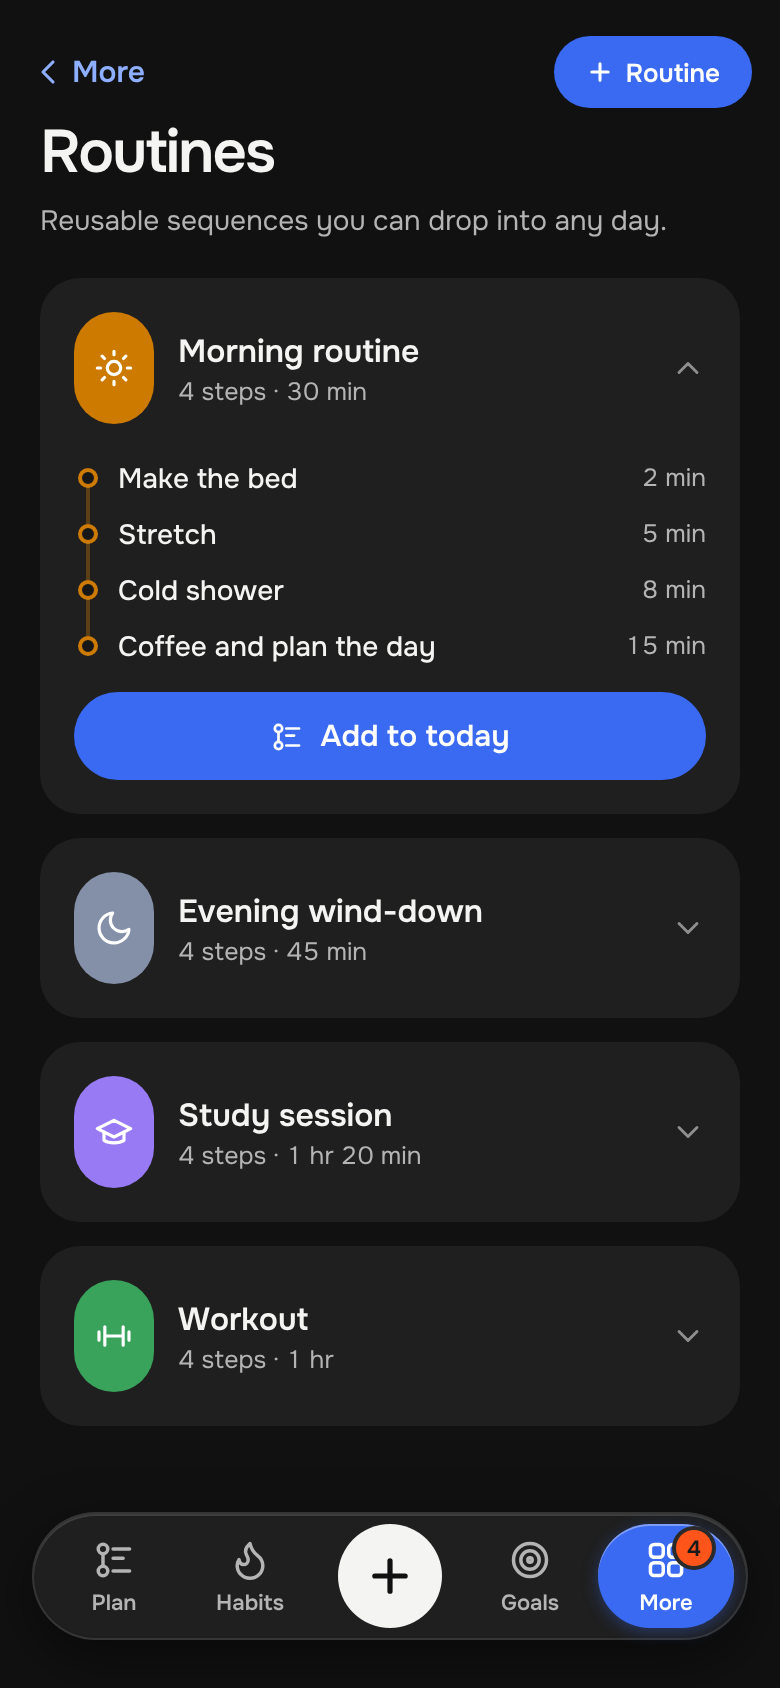 More
Routine
Routines
Reusable sequences you can drop into any day.
Morning routine
4 steps · 30 min
Make the bed 2 min
Stretch 5 min
Cold shower 8 min
Coffee and plan the day 15 min
Add to today
Evening wind-down
4 steps · 45 min
Study session
4 steps · 1 hr 20 min
Workout
4 steps · 1 hr
4
Plan Habits Goals More